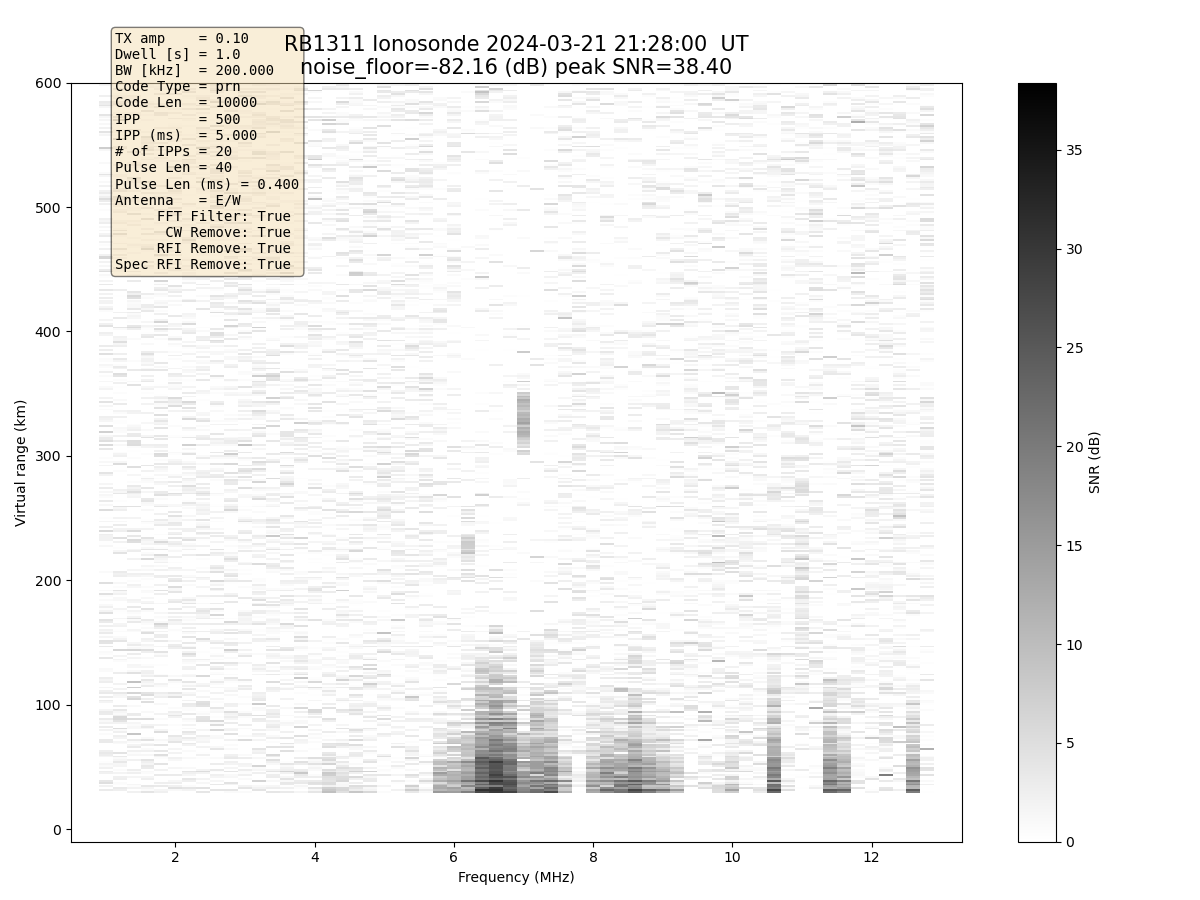 RB1311 Ionosonde 2024-03-21 21:28:00  UT
noise_floor=-82.16 (dB) peak SNR=38.40
TX amp    = 0.10
Dwell [s] = 1.0
BW [kHz]  = 200.000
Code Type = prn
Code Len  = 10000
IPP       = 500
IPP (ms)  = 5.000
# of IPPs = 20
Pulse Len = 40
Pulse Len (ms) = 0.400
Antenna   = E/W
FFT Filter: True
CW Remove: True
RFI Remove: True
Spec RFI Remove: True
600
500
400
300
200
100
0
Virtual range (km)
2 4 6 8 10 12
Frequency (MHz)
35
30
25
20
15
10
5
0
SNR (dB)